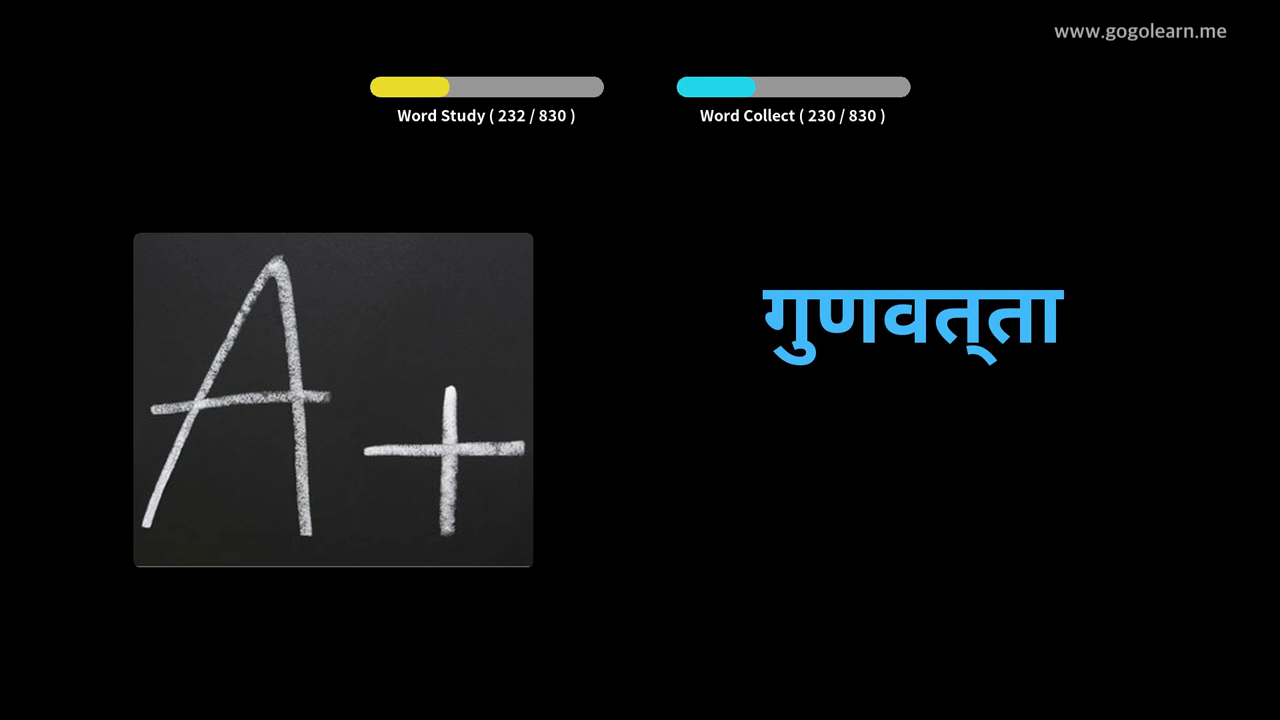 www.gogolearn.me
Word Study ( 232 / 830 )
Word Collect ( 230 / 830 )
A+
गुणवत्‌ता